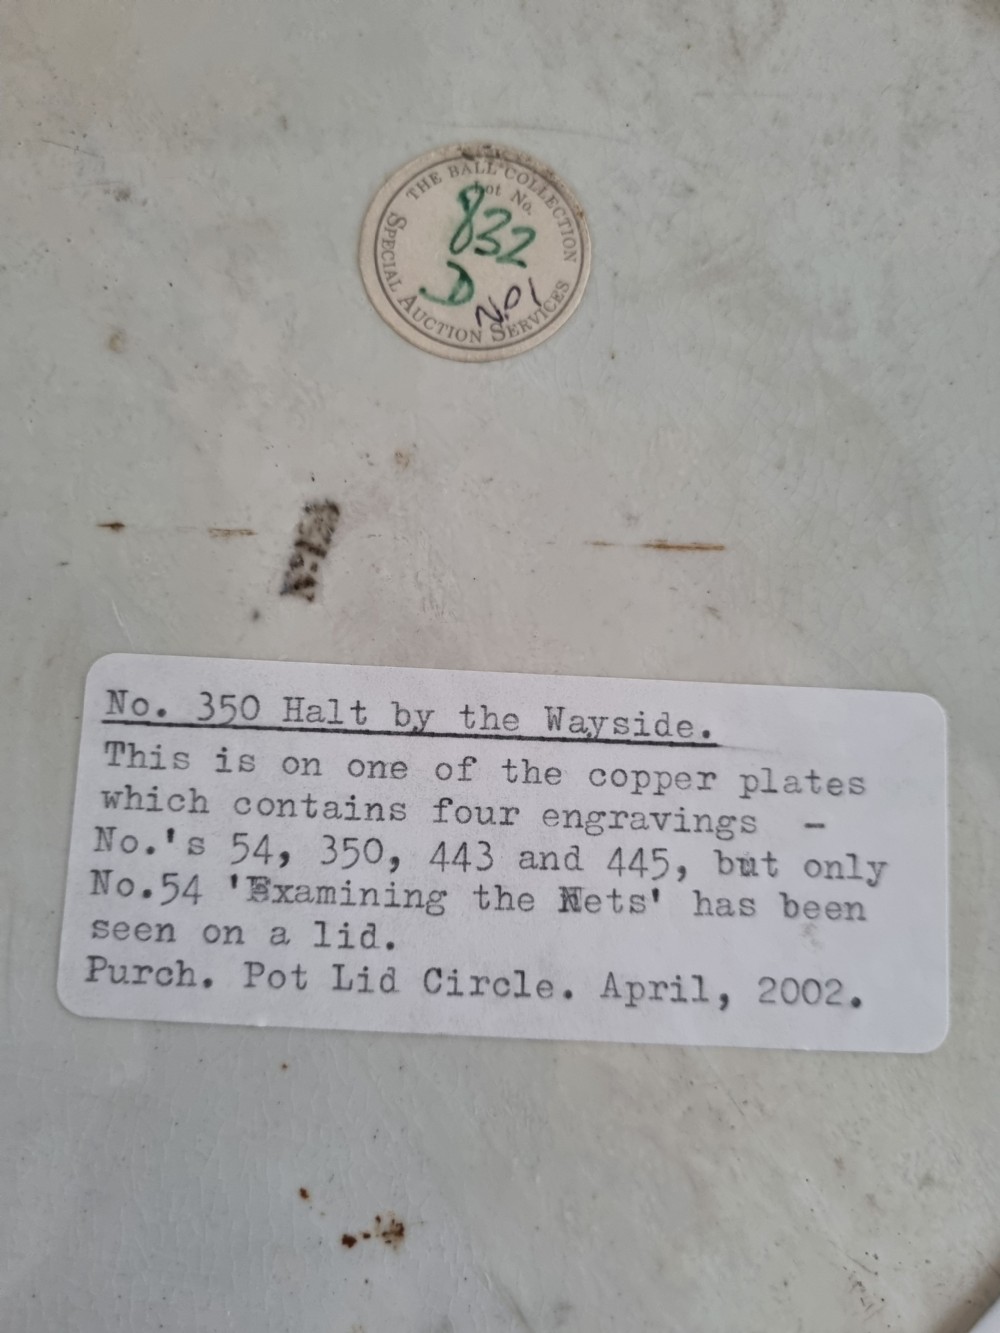 THE BALL COLLECTION
Lot No.
832
D
SPECIAL AUCTION SERVICES
No. 350 Halt by the Wayside.
This is on one of the copper plates
which contains four engravings -
No.'s 54, 350, 443 and 445, but only
No.54 'Examining the Nets' has been
seen on a lid.
Purch. Pot Lid Circle. April, 2002.